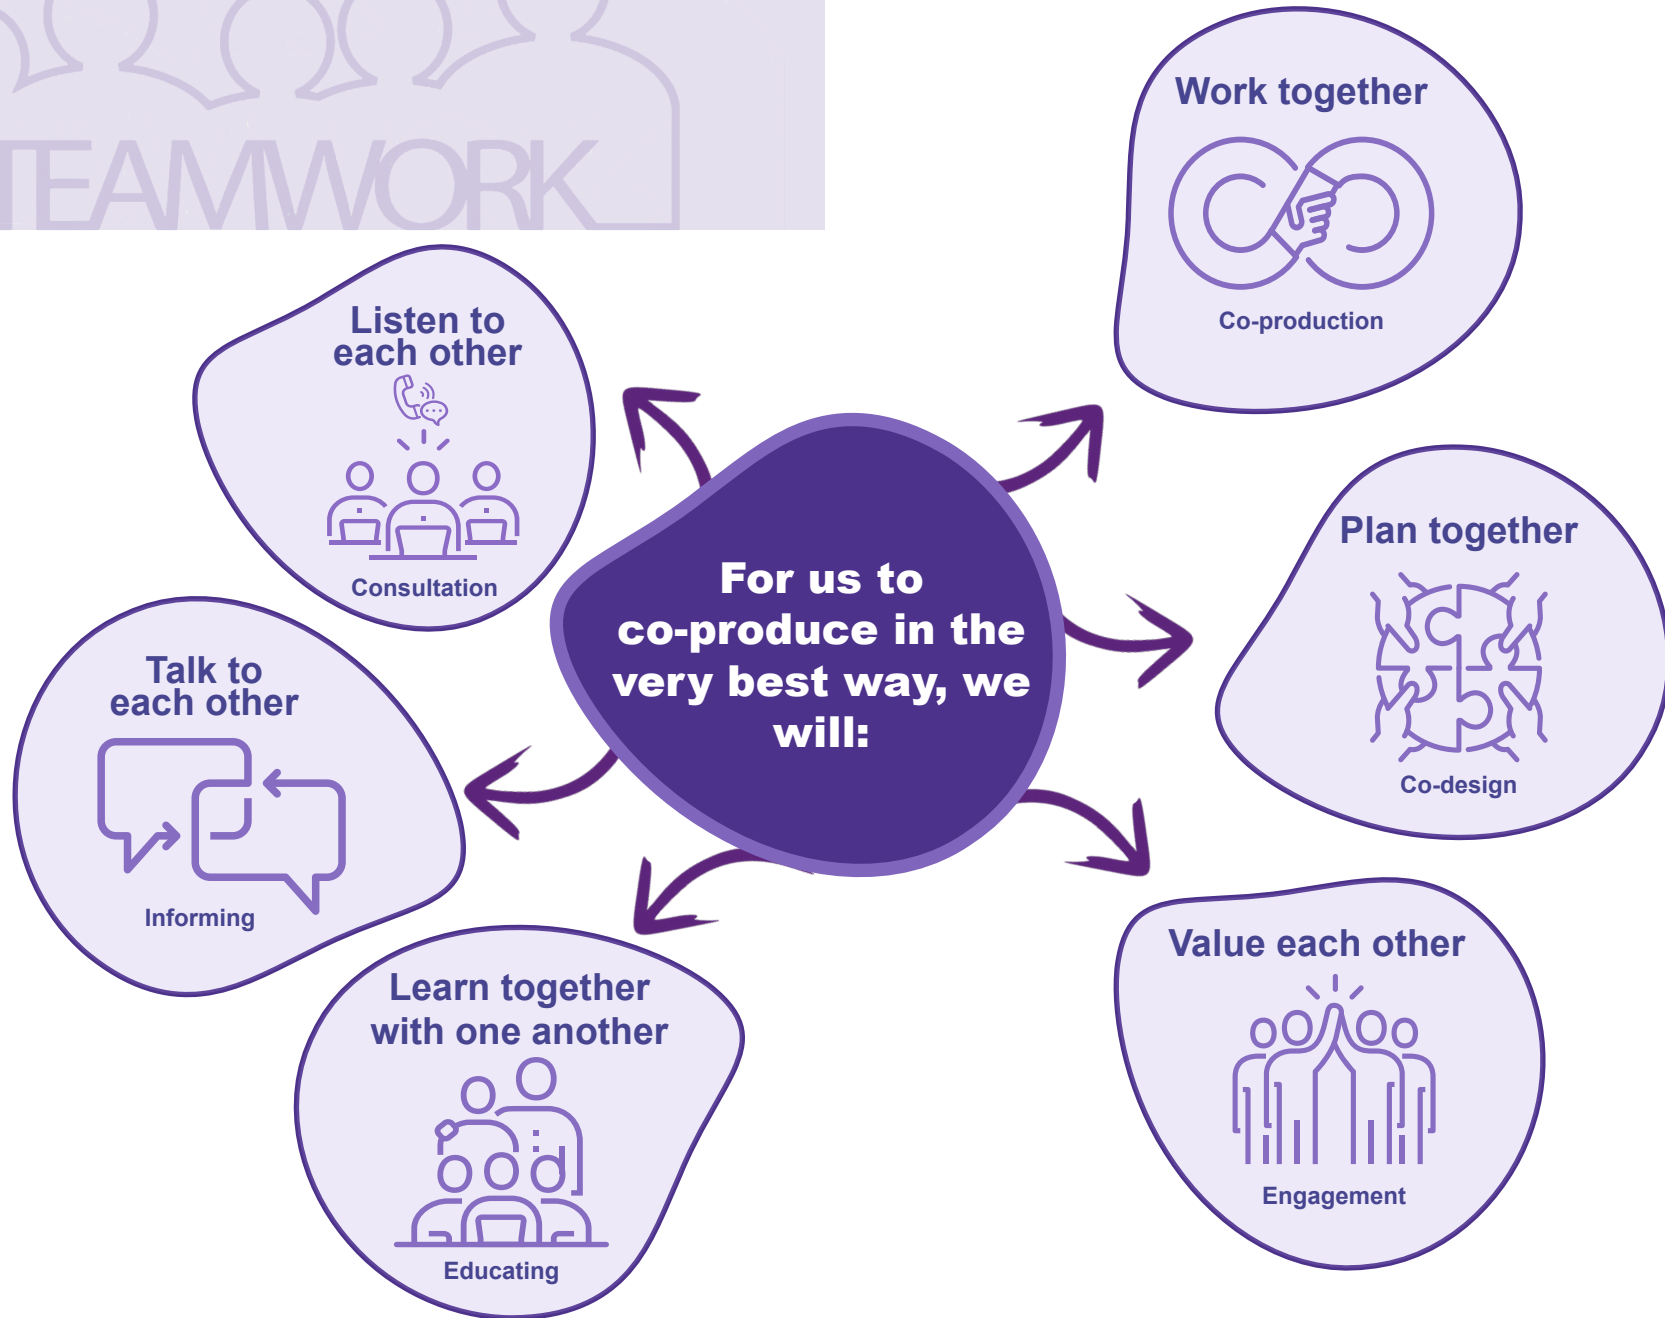 TEAMWORK
Work together
Co-production
Listen to
each other
Consultation
Plan together
Co-design
For us to
co-produce in the
very best way, we
will:
Talk to
each other
Informing
Value each other
Engagement
Learn together
with one another
Educating